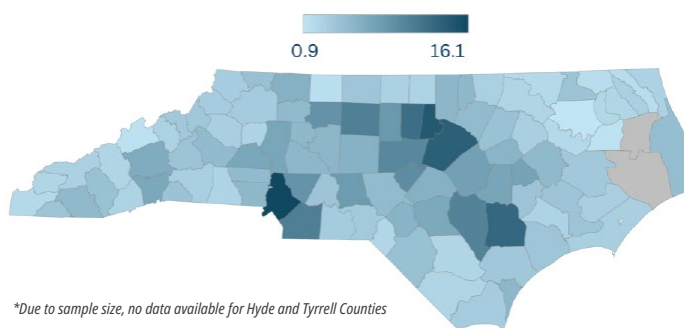 0.9 16.1
*Due to sample size, no data available for Hyde and Tyrrell Counties